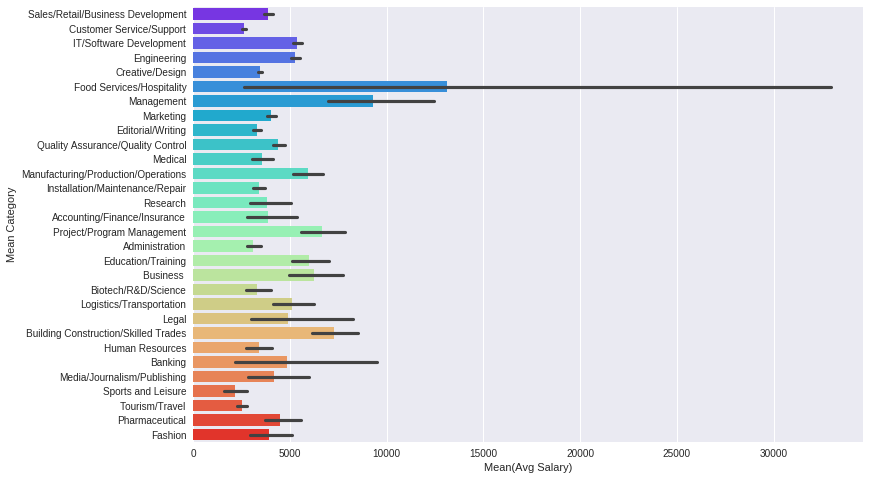 Sales/Retail/Business Development
Customer Service/Support
IT/Software Development
Engineering
Creative/Design
Food Services/Hospitality
Management
Marketing
Editorial/Writing
Quality Assurance/Quality Control
Medical
Manufacturing/Production/Operations
Installation/Maintenance/Repair
Research
Accounting/Finance/Insurance
Project/Program Management
Administration
Education/Training
Business
Biotech/R&D/Science
Logistics/Transportation
Legal
Building Construction/Skilled Trades
Human Resources
Banking
Media/Journalism/Publishing
Sports and Leisure
Tourism/Travel
Pharmaceutical
Fashion
Mean Category
0 5000 10000 15000 20000 25000 30000
Mean(Avg Salary)